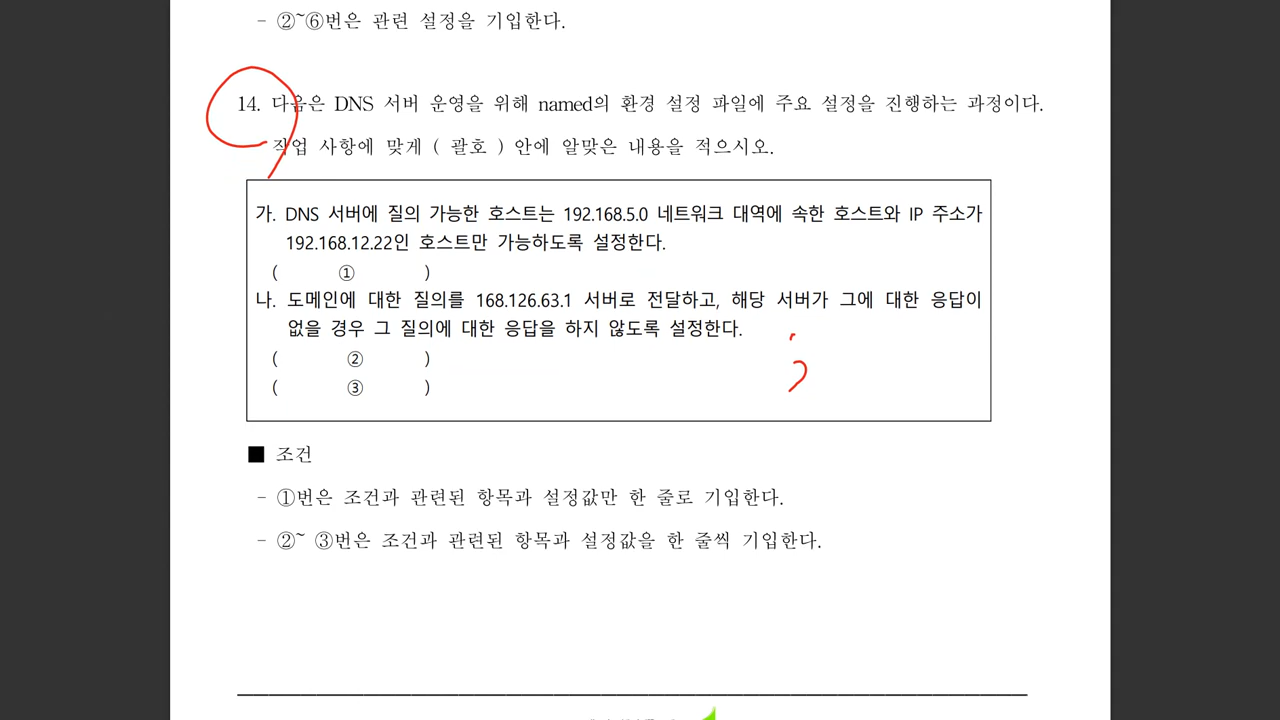 - ②~⑥번은 관련 설정을 기입한다.
14. 다음은 DNS 서버 운영을 위해 named의 환경 설정 파일에 주요 설정을 진행하는 과정이다.
작업 사항에 맞게 ( 괄호 ) 안에 알맞은 내용을 적으시오.
가. DNS 서버에 질의 가능한 호스트는 192.168.5.0 네트워크 대역에 속한 호스트와 IP 주소가
192.168.12.22인 호스트만 가능하도록 설정한다.
( ① )
나. 도메인에 대한 질의를 168.126.63.1 서버로 전달하고, 해당 서버가 그에 대한 응답이
없을 경우 그 질의에 대한 응답을 하지 않도록 설정한다.
( ② )
( ③ )
■ 조건
- ①번은 조건과 관련된 항목과 설정값만 한 줄로 기입한다.
- ②~ ③번은 조건과 관련된 항목과 설정값을 한 줄씩 기입한다.